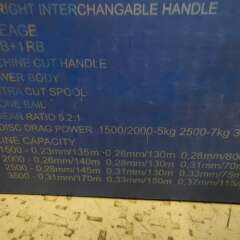 RIGHT INTERCHANGABLE HANDLE
EAGE
B+1RB
CHINE CUT HANDLE
OWER BODY
TRA CUT SPOOL
ONE BAIL
EAR RATIO 5.2:1
DISC DRAG POWER 1500/2000-5kg 2500-7kg 3
LINE CAPACITY
1500 - 0,23mm/135m - 0,26mm/130m 0,28mm/80
2000 - 0,26mm/140m 0,28mm/130m 0,31mm/70m
2500 - 0,28mm/145m 0,31mm/130m 0,33mm/75m
3500 - 0,31mm/170m 0,33mm/150m 0,37mm/115